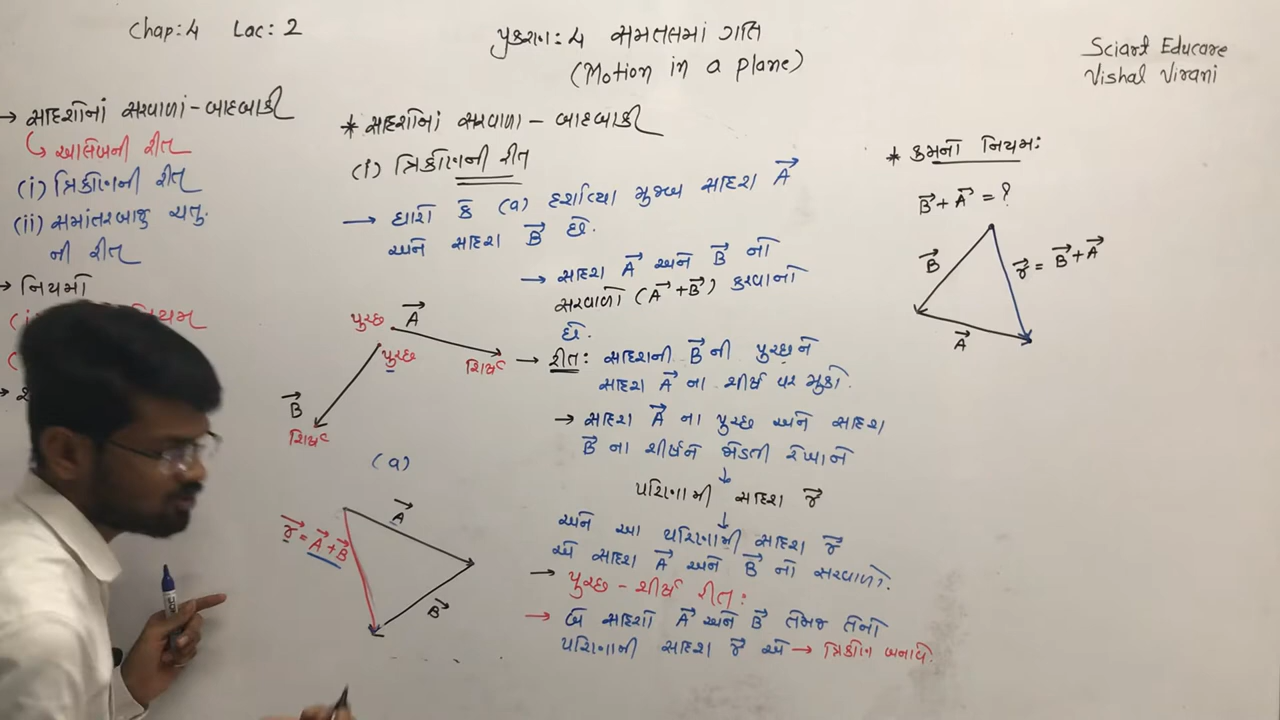 Chap: 4 Lec: 2
પ્રકરણ: 4 સમતલમાં ગતિ
(Motion in a plane)
Sciart Educare
Vishal Virani
→ સદિશોનાં સરવાળા - બાદબાકી
↳ આલેખની રીત
(i) ત્રિકોણની રીત
(ii) સમાંતરબાજુ ચતુ.
ની રીત
→ નિયમો
* સદિશોનાં સરવાળા - બાદબાકી
(i) ત્રિકોણની રીત
→ ધારો કે (a) દર્શાવ્યા મુજબ સદિશ A⃗
અને સદિશ B⃗ છે.
→ સદિશ A⃗ અને B⃗ નો
સરવાળો (A⃗ + B⃗) કરવાનો
છે.
પુચ્છ A⃗
પુચ્છ
શિર્ષ
B⃗
શિર્ષ
(a)
→ રીત: સદિશની B⃗ ની પુચ્છને
સદિશ A⃗ ના શીર્ષ પર મુકો.
→ સદિશ A⃗ ના પુચ્છ અને સદિશ
B⃗ ના શીર્ષને જોડતી રેખાને
↓
પરિણામી સદિશ r⃗
↓
અને આ પરિણામી સદિશ r⃗
એ સદિશ A⃗ અને B⃗ નો સરવાળો.
→ પુચ્છ - શીર્ષ રીત:
→ બે સદિશો A⃗ અને B⃗ તેમજ તેનો
પરિણામી સદિશ r⃗ એ → ત્રિકોણ બનાવે.
A⃗
r⃗ = A⃗ + B⃗
B⃗
* ક્રમનો નિયમ:
B⃗ + A⃗ = ?
B⃗
r⃗ = B⃗ + A⃗
A⃗